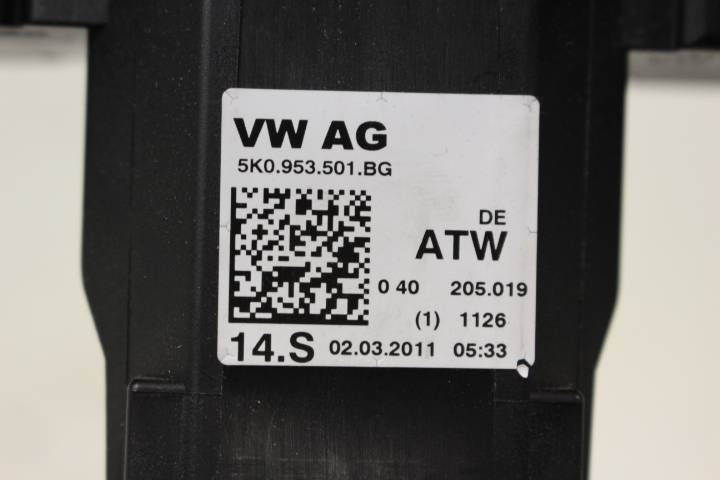 VW AG
5K0.953.501.BG
DE
ATW
0 40 205.019
(1) 1126
14.S 02.03.2011 05:33